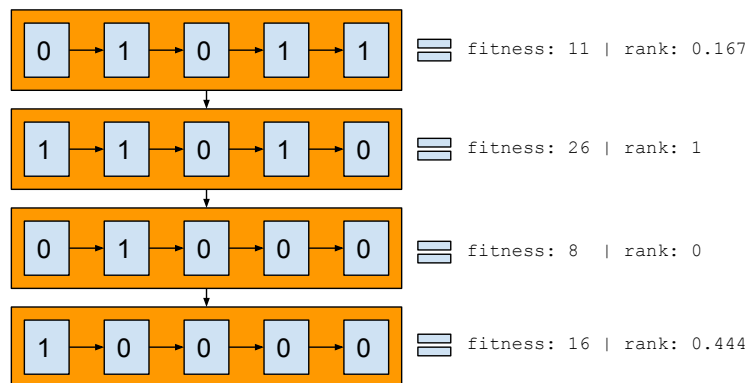 0 1 0 1 1 fitness: 11 | rank: 0.167
1 1 0 1 0 fitness: 26 | rank: 1
0 1 0 0 0 fitness: 8  | rank: 0
1 0 0 0 0 fitness: 16 | rank: 0.444